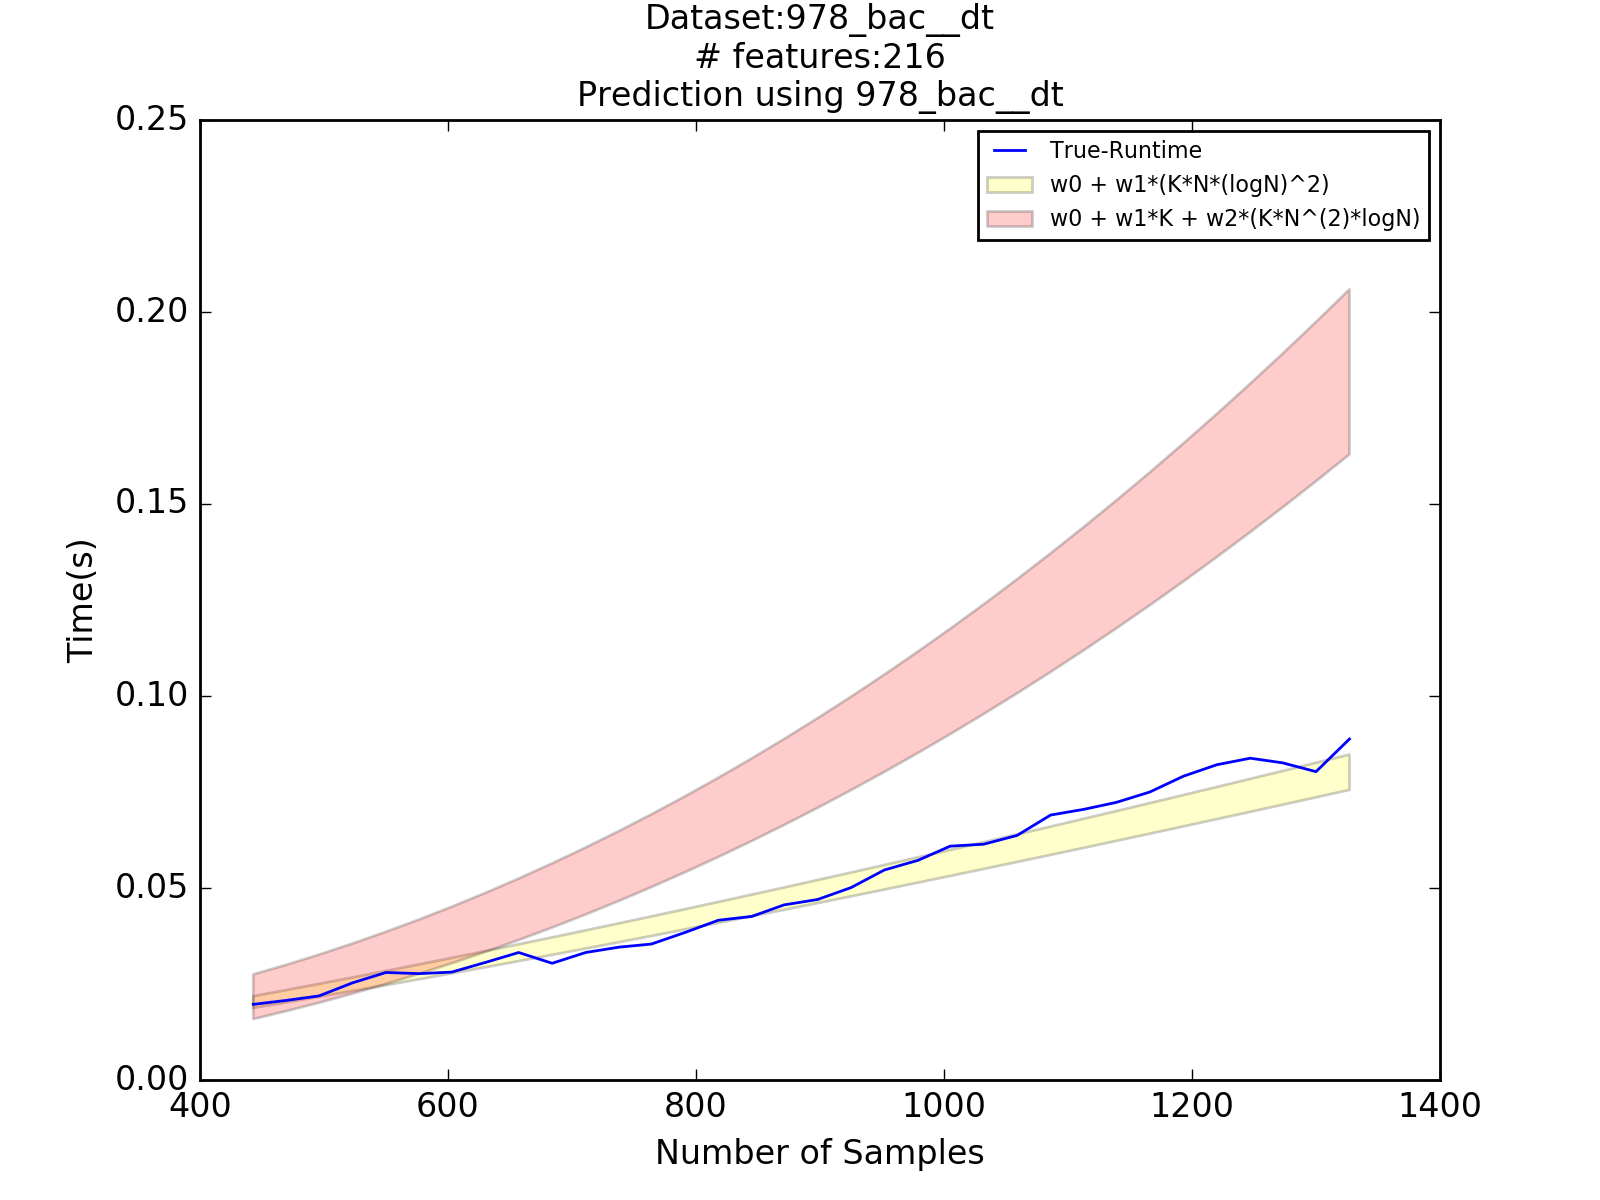 Dataset:978_bac__dt
# features:216
Prediction using 978_bac__dt
True-Runtime
w0 + w1*(K*N*(logN)^2)
w0 + w1*K + w2*(K*N^(2)*logN)
0.25
0.20
0.15
0.10
0.05
0.00
Time(s)
400 600 800 1000 1200 1400
Number of Samples